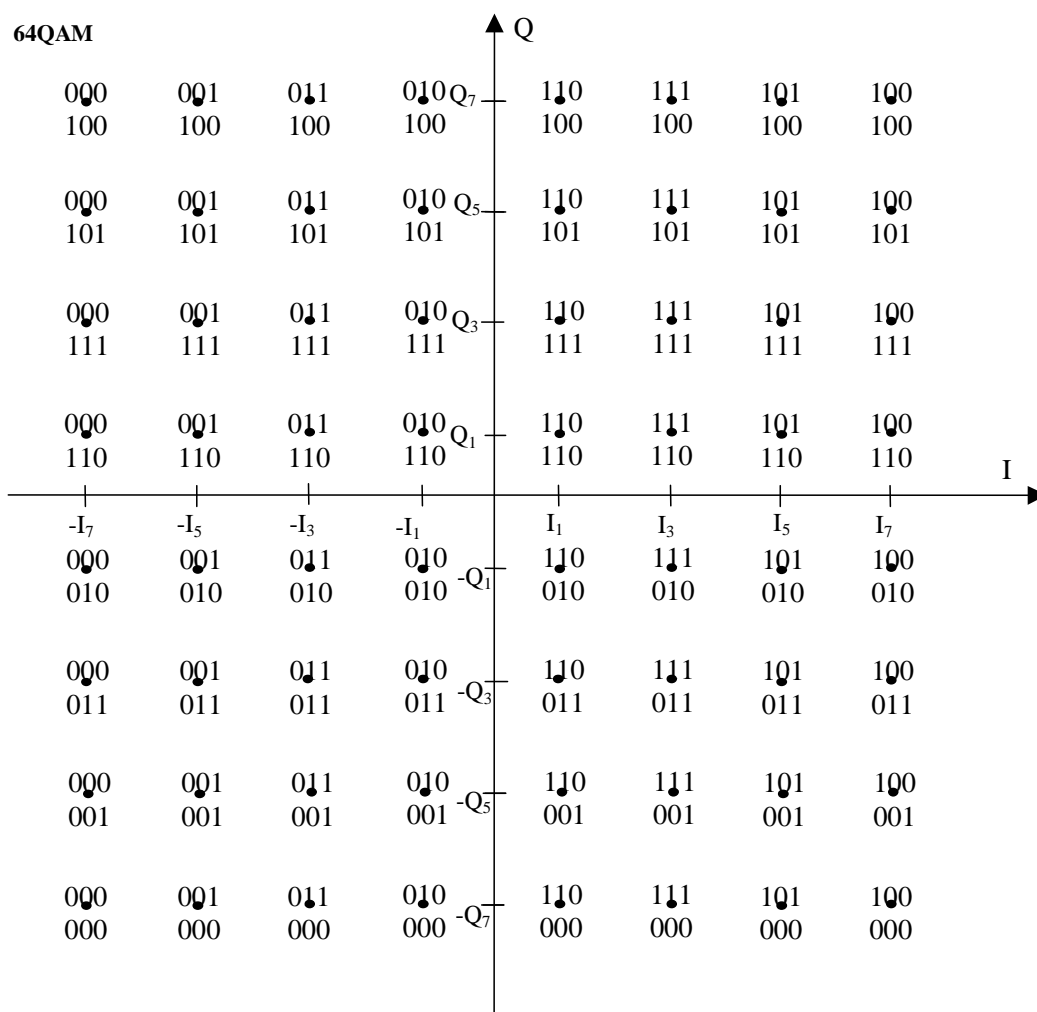 64QAM
Q
000 001 011 010 Q₇ 110 111 101 100
100 100 100 100 100 100 100 100
000 001 011 010 Q₅ 110 111 101 100
101 101 101 101 101 101 101 101
000 001 011 010 Q₃ 110 111 101 100
111 111 111 111 111 111 111 111
000 001 011 010 Q₁ 110 111 101 100
110 110 110 110 110 110 110 110
I
-I₇ -I₅ -I₃ -I₁ I₁ I₃ I₅ I₇
000 001 011 010 -Q₁ 110 111 101 100
010 010 010 010 010 010 010 010
000 001 011 010 -Q₃ 110 111 101 100
011 011 011 011 011 011 011 011
000 001 011 010 -Q₅ 110 111 101 100
001 001 001 001 001 001 001 001
000 001 011 010 -Q₇ 110 111 101 100
000 000 000 000 000 000 000 000